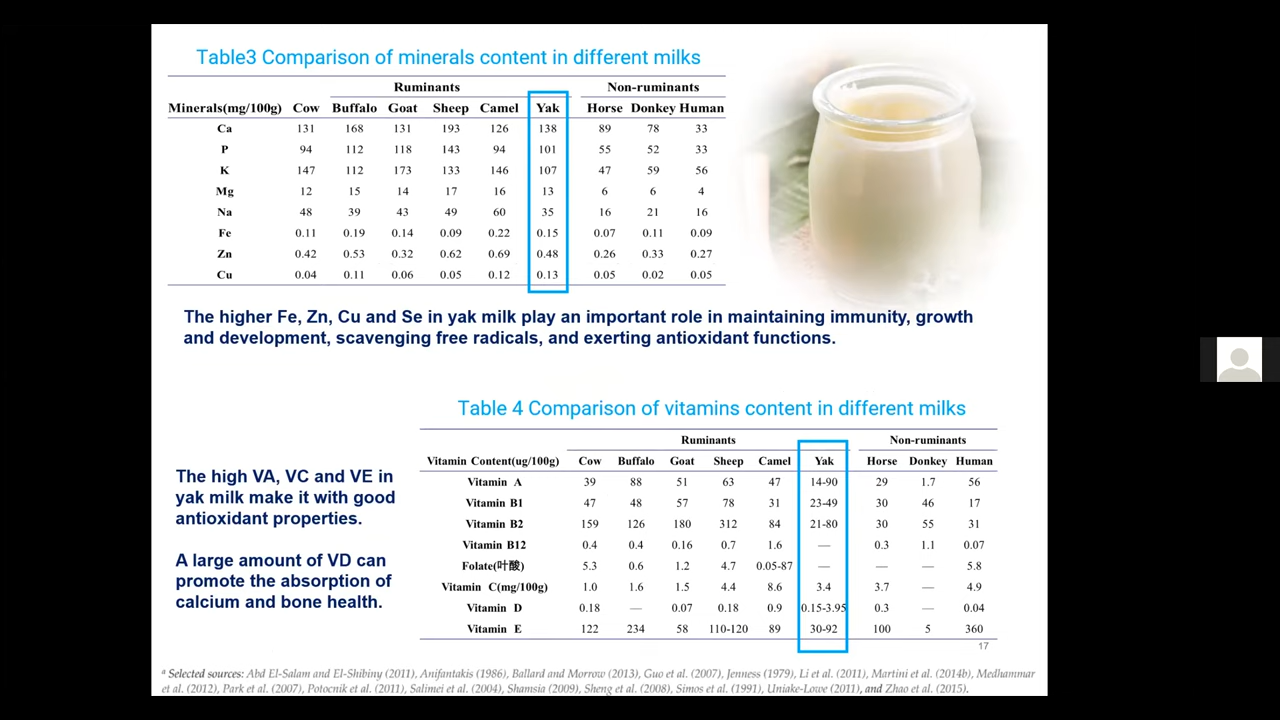 Table3 Comparison of minerals content in different milks
Ruminants Non-ruminants
Minerals(mg/100g) Cow Buffalo Goat Sheep Camel Yak Horse Donkey Human
Ca 131 168 131 193 126 138 89 78 33
P 94 112 118 143 94 101 55 52 33
K 147 112 173 133 146 107 47 59 56
Mg 12 15 14 17 16 13 6 6 4
Na 48 39 43 49 60 35 16 21 16
Fe 0.11 0.19 0.14 0.09 0.22 0.15 0.07 0.11 0.09
Zn 0.42 0.53 0.32 0.62 0.69 0.48 0.26 0.33 0.27
Cu 0.04 0.11 0.06 0.05 0.12 0.13 0.05 0.02 0.05
The higher Fe, Zn, Cu and Se in yak milk play an important role in maintaining immunity, growth
and development, scavenging free radicals, and exerting antioxidant functions.
Table 4 Comparison of vitamins content in different milks
Ruminants Non-ruminants
Vitamin Content(ug/100g) Cow Buffalo Goat Sheep Camel Yak Horse Donkey Human
Vitamin A 39 88 51 63 47 14-90 29 1.7 56
Vitamin B1 47 48 57 78 31 23-49 30 46 17
Vitamin B2 159 126 180 312 84 21-80 30 55 31
Vitamin B12 0.4 0.4 0.16 0.7 1.6 — 0.3 1.1 0.07
Folate(叶酸) 5.3 0.6 1.2 4.7 0.05-87 — — — 5.8
Vitamin C(mg/100g) 1.0 1.6 1.5 4.4 8.6 3.4 3.7 — 4.9
Vitamin D 0.18 — 0.07 0.18 0.9 0.15-3.95 0.3 — 0.04
Vitamin E 122 234 58 110-120 89 30-92 100 5 360
The high VA, VC and VE in
yak milk make it with good
antioxidant properties.
A large amount of VD can
promote the absorption of
calcium and bone health.
17
a Selected sources: Abd El-Salam and El-Shibiny (2011), Anifantakis (1986), Ballard and Morrow (2013), Guo et al. (2007), Jenness (1979), Li et al. (2011), Martini et al. (2014b), Medhammar
et al. (2012), Park et al. (2007), Potocnik et al. (2011), Salimei et al. (2004), Shamsia (2009), Sheng et al. (2008), Simos et al. (1991), Uniake-Lowe (2011), and Zhao et al. (2015).